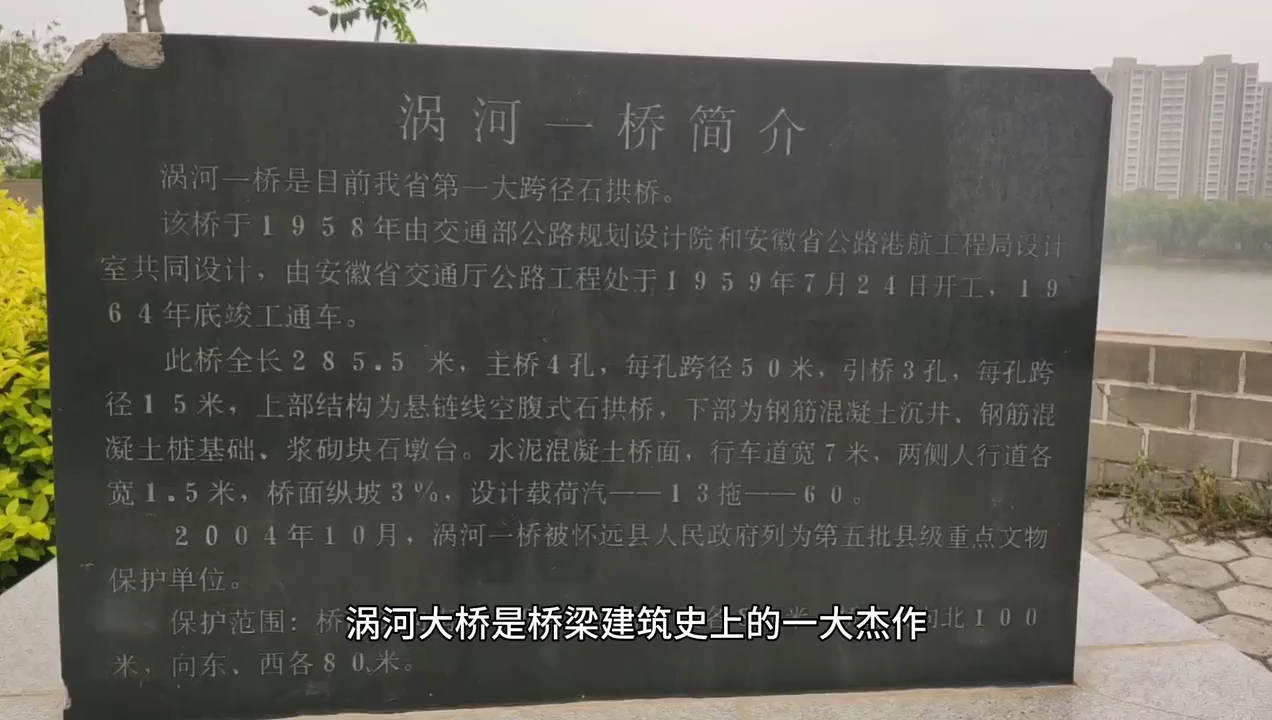 涡河一桥简介
涡河一桥是目前我省第一大跨径石拱桥。
该桥于1958年由交通部公路规划设计院和安徽省公路港航工程局设计
室共同设计，由安徽省交通厅公路工程处于1959年7月24日开工，19
64年底竣工通车。
此桥全长285.5米，主桥4孔，每孔跨径50米，引桥3孔，每孔跨
径15米，上部结构为悬链线空腹式石拱桥，下部为钢筋混凝土沉井、钢筋混
凝土桩基础、浆砌块石墩台。水泥混凝土桥面，行车道宽7米，两侧人行道各
宽1.5米，桥面纵坡3%，设计载荷汽——13拖——60。
2004年10月，涡河一桥被怀远县人民政府列为第五批县级重点文物
保护单位。
保护范围：桥 北100
米，向东、西各80米。
涡河大桥是桥梁建筑史上的一大杰作